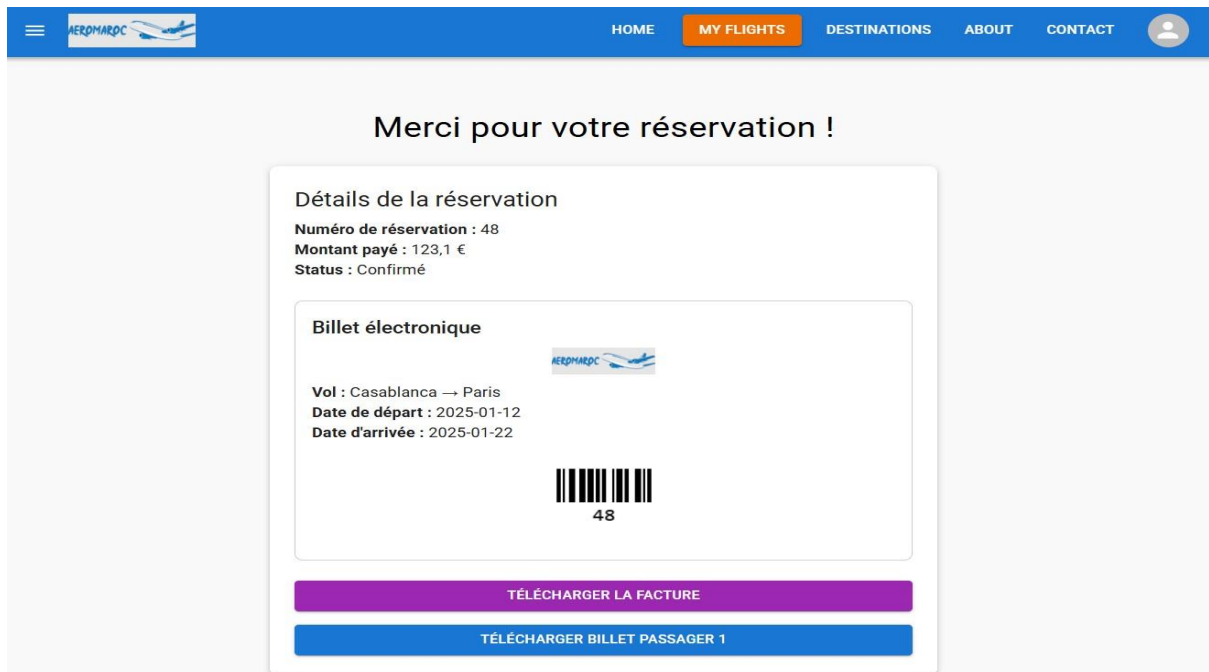 AEROMAROC
HOME
MY FLIGHTS
DESTINATIONS
ABOUT
CONTACT
Merci pour votre réservation !
Détails de la réservation
Numéro de réservation : 48
Montant payé : 123,1 €
Status : Confirmé
Billet électronique
AEROMAROC
Vol : Casablanca → Paris
Date de départ : 2025-01-12
Date d'arrivée : 2025-01-22
48
TÉLÉCHARGER LA FACTURE
TÉLÉCHARGER BILLET PASSAGER 1